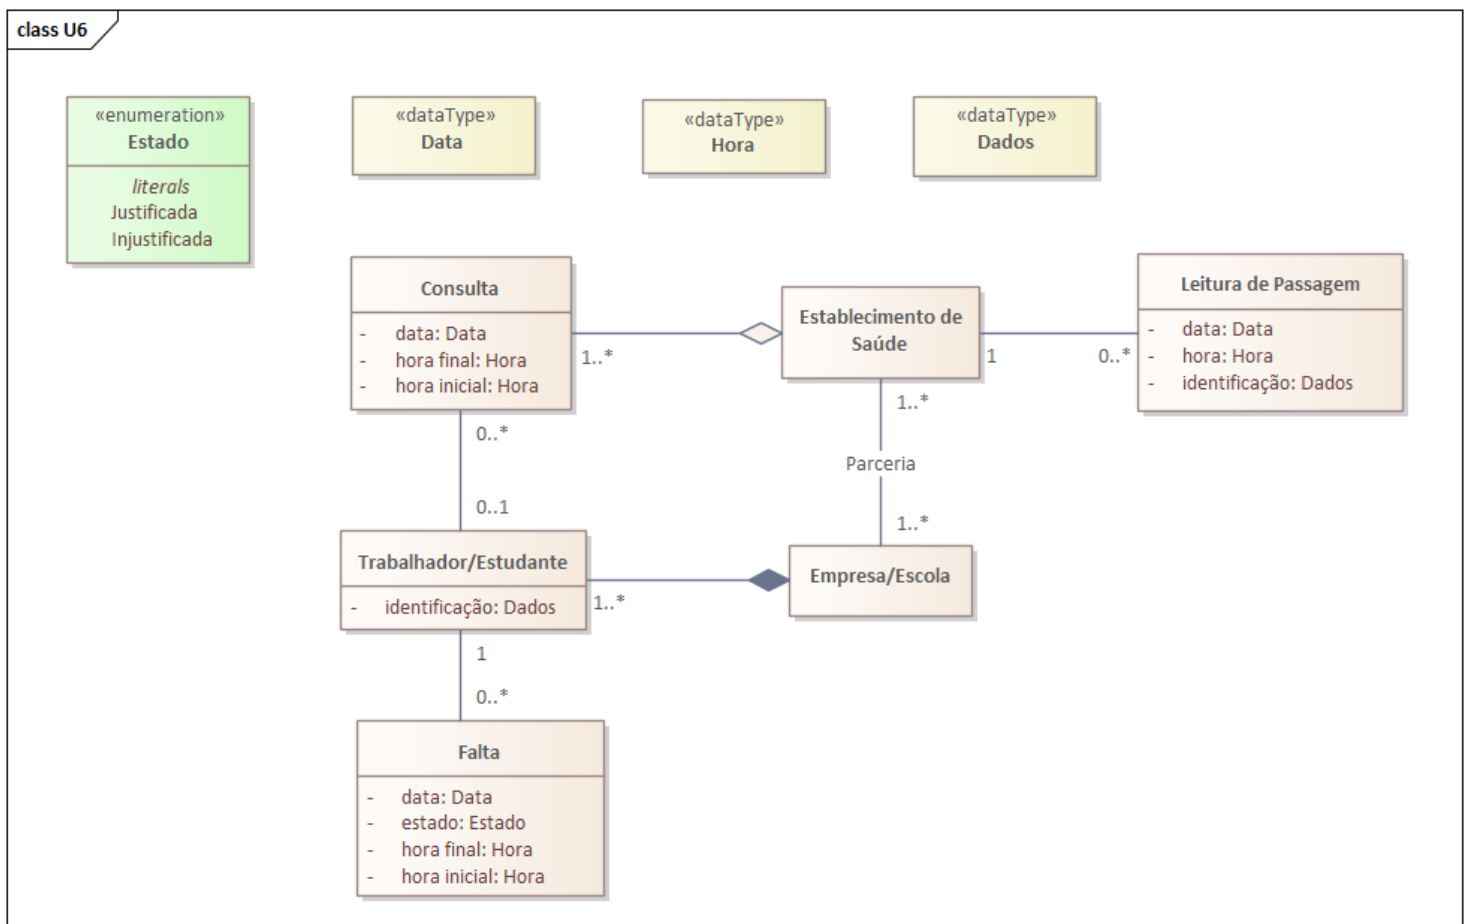 class U6
«enumeration»
Estado
literals
Justificada
Injustificada
«dataType»
Data
«dataType»
Hora
«dataType»
Dados
Consulta
- data: Data
- hora final: Hora
- hora inicial: Hora
1..*
Establecimento de
Saúde
1
0..*
Leitura de Passagem
- data: Data
- hora: Hora
- identificação: Dados
0..*
0..1
1..*
Parceria
1..*
Trabalhador/Estudante
- identificação: Dados
1..*
Empresa/Escola
1
0..*
Falta
- data: Data
- estado: Estado
- hora final: Hora
- hora inicial: Hora